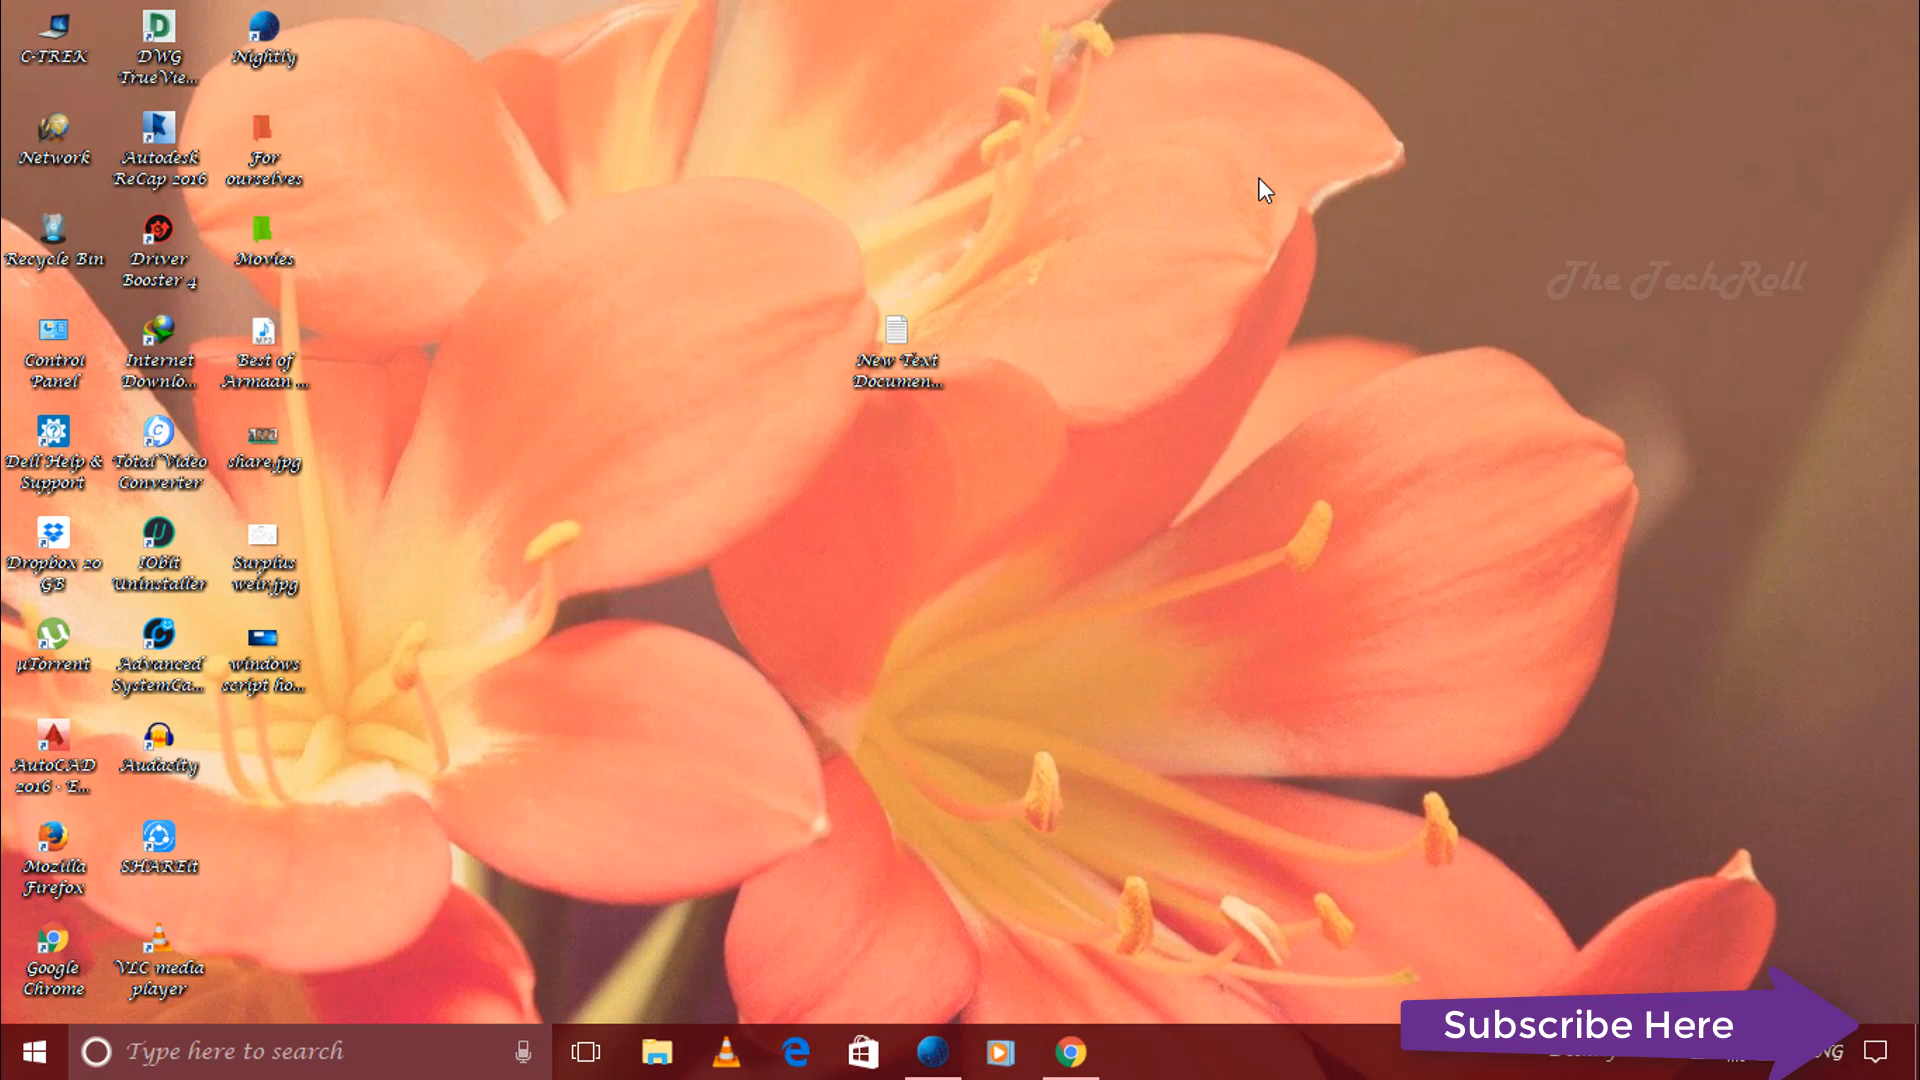 C-TREK
DWG
TrueVie...
Nightly
Network
Autodesk
ReCap 2016
For
ourselves
Recycle Bin
Driver
Booster 4
Movies
The TechRoll
Control
Panel
Internet
Downlo...
MP3
Best of
Armaan ...
New Text
Documen...
Dell Help &
Support
Total Video
Converter
share.jpg
Dropbox 20
GB
IObit
Uninstaller
Surplus
weir.jpg
µTorrent
Advanced
SystemCa...
windows
script ho...
AutoCAD
2016 - E...
Audacity
Mozilla
Firefox
SHAREit
Google
Chrome
VLC media
player
Subscribe Here
Type here to search